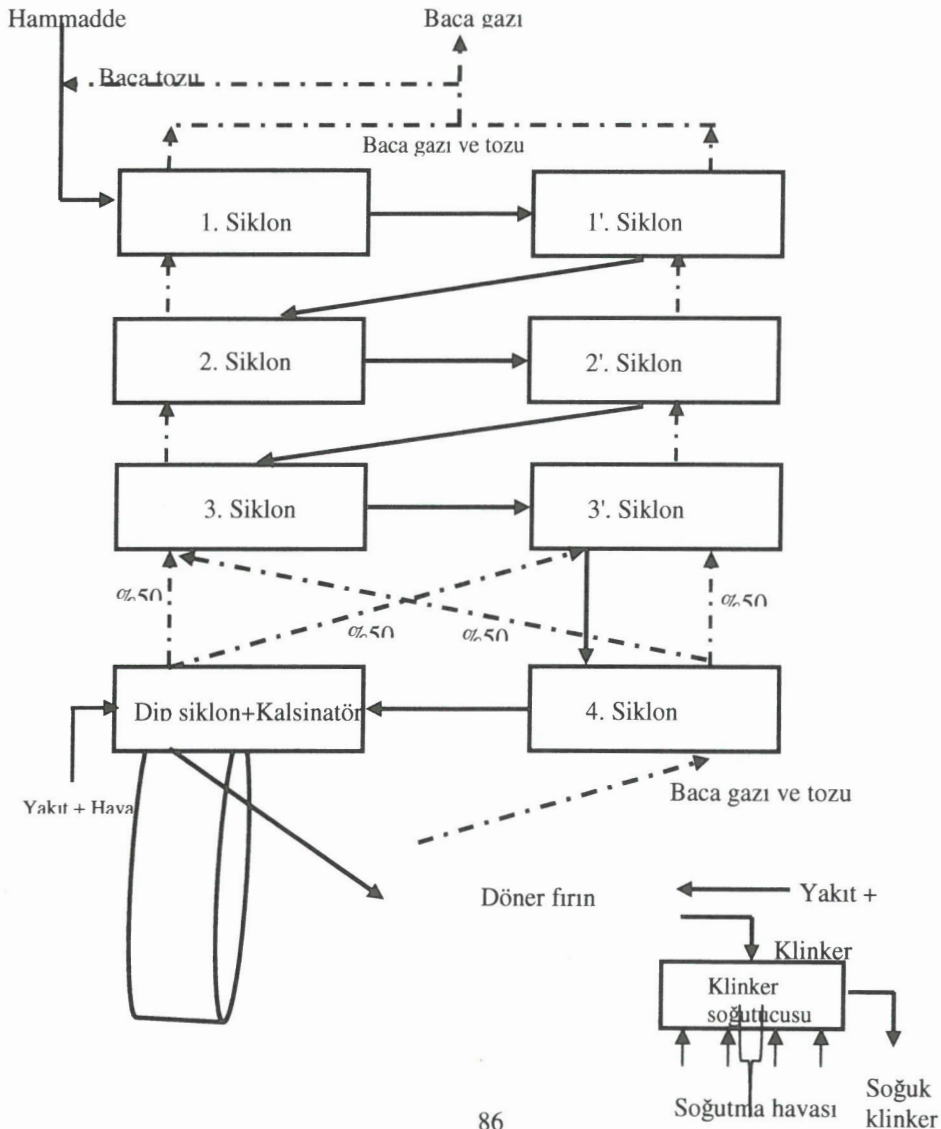 Hammadde
Baca gazı
Baca tozu
Baca gazı ve tozu
1. Siklon
1'. Siklon
2. Siklon
2'. Siklon
3. Siklon
3'. Siklon
%50
%50
%50
%50
Dip siklon+Kalsinatör
4. Siklon
Yakıt + Hava
Baca gazı ve tozu
Döner fırın
Yakıt +
Klinker
Klinker
soğutucusu
Soğutma havası
Soğuk
klinker
86